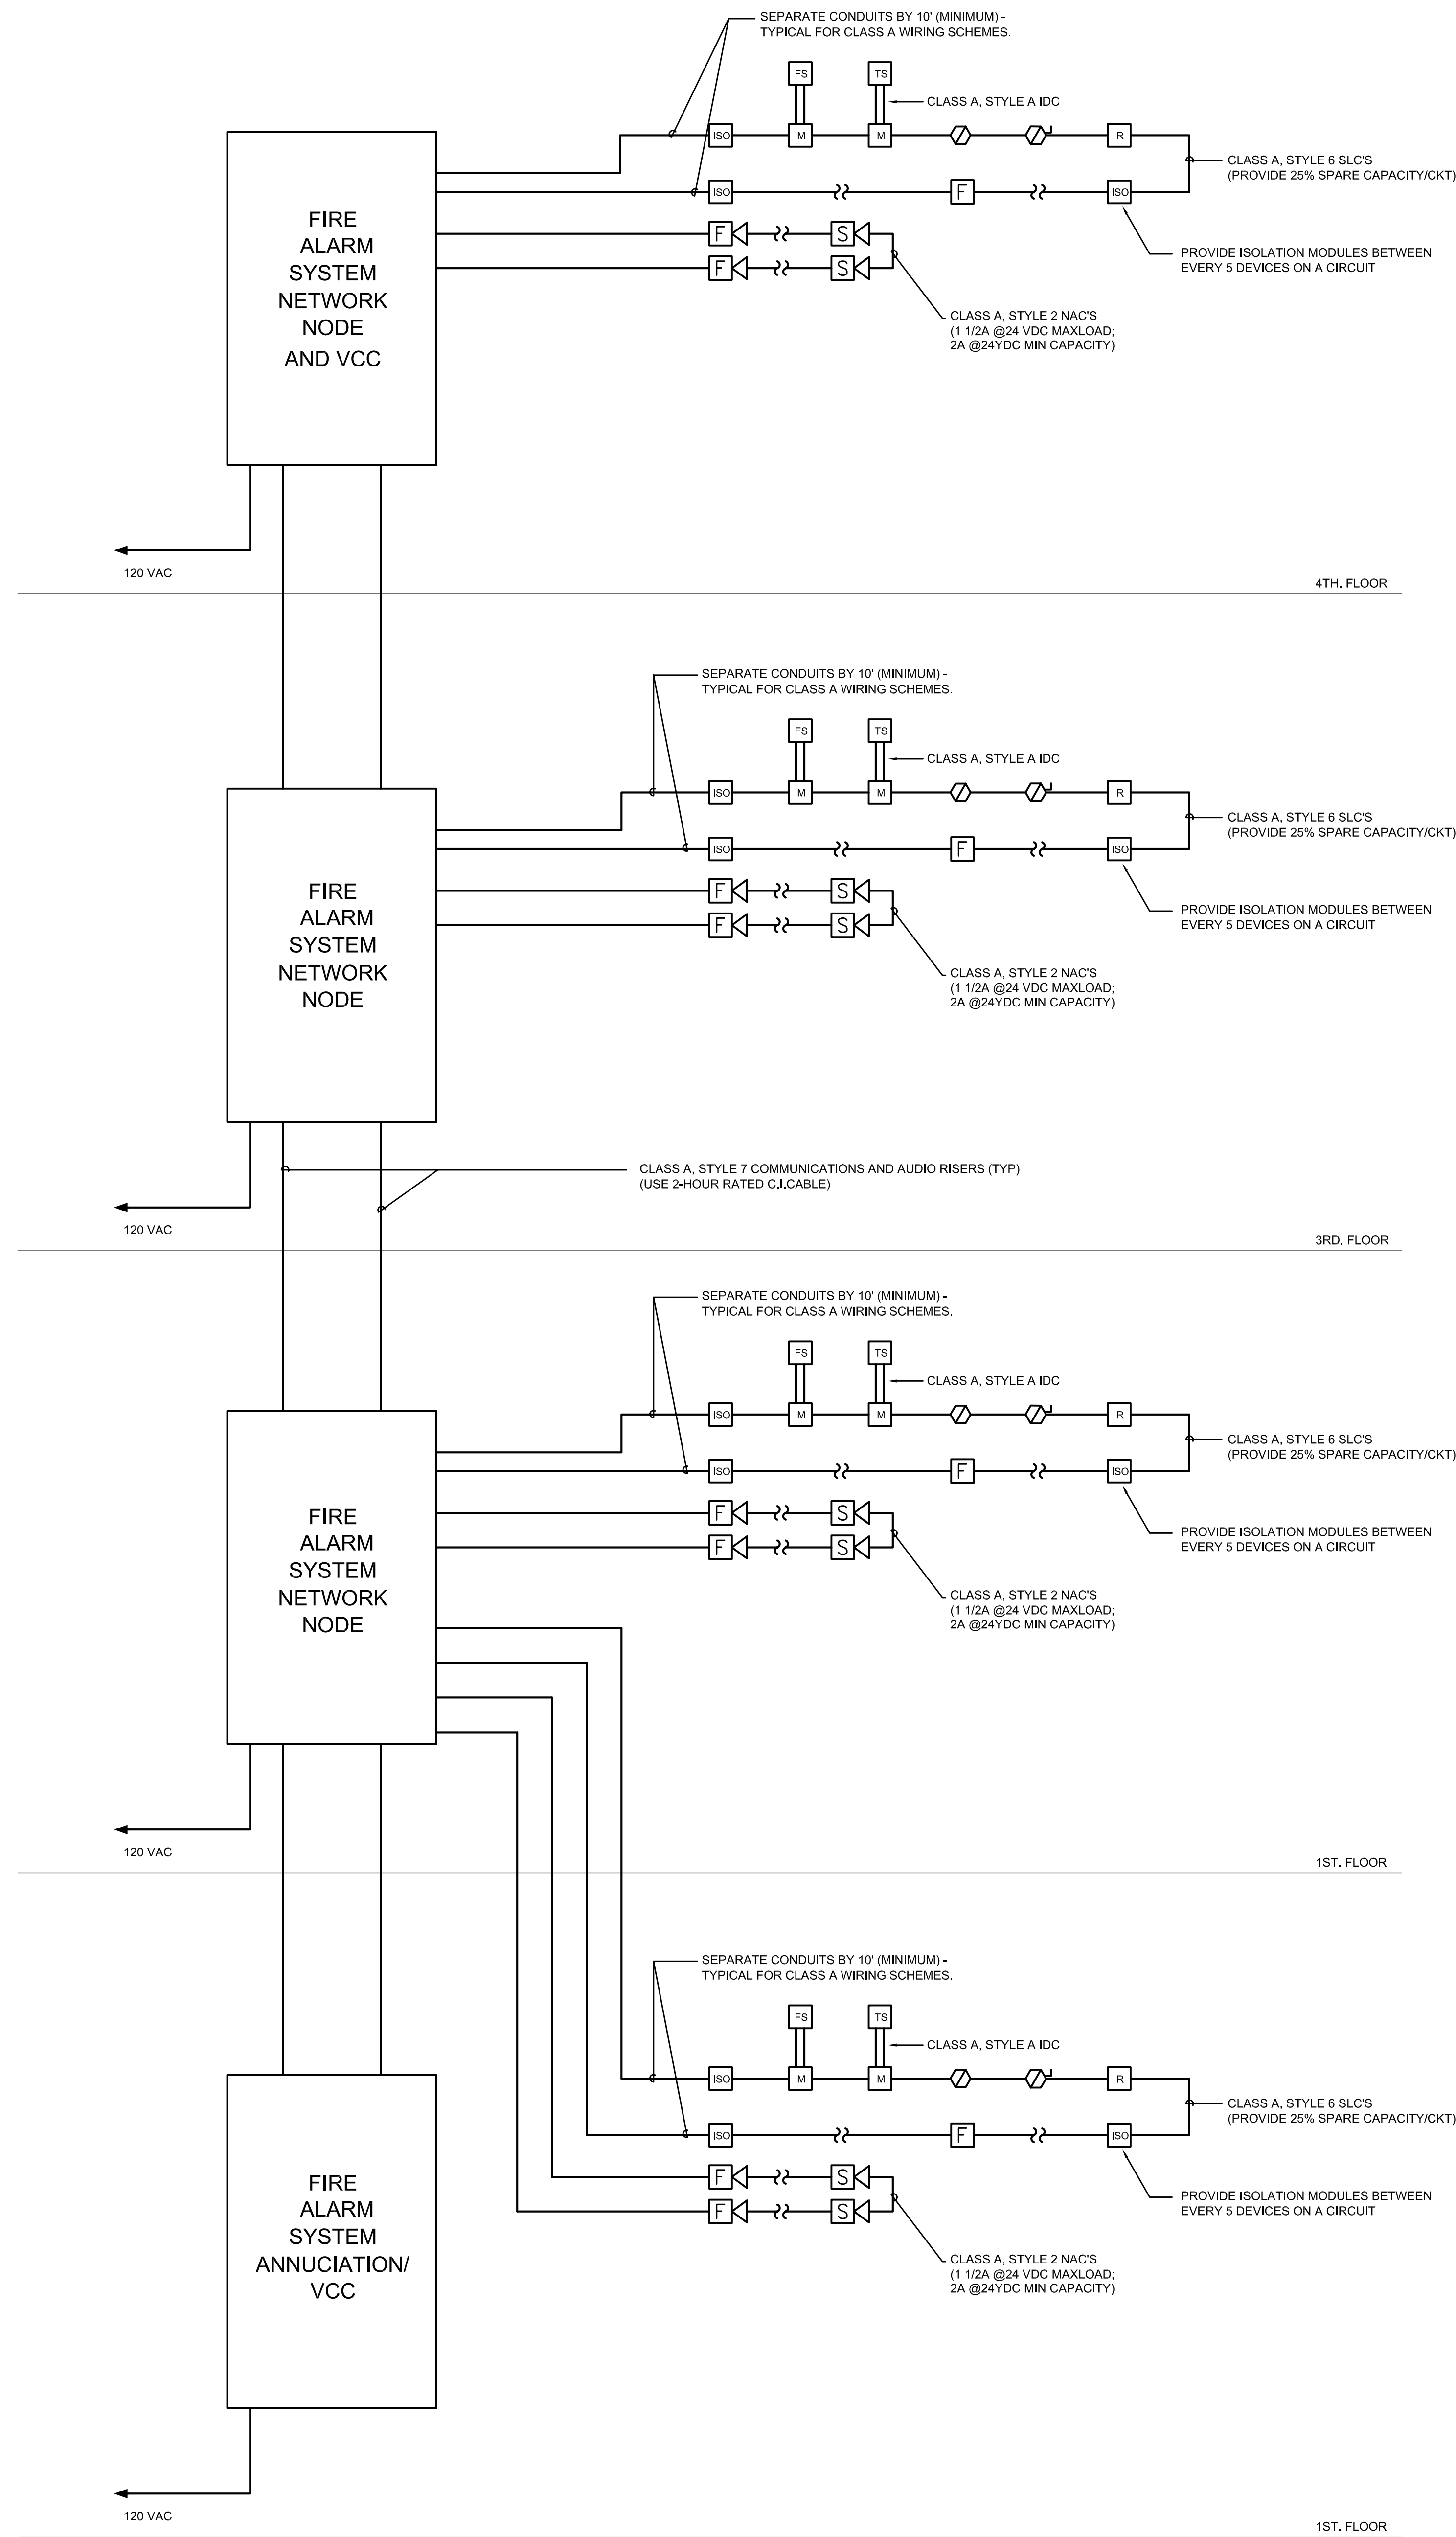 SEPARATE CONDUITS BY 10' (MINIMUM) -
TYPICAL FOR CLASS A WIRING SCHEMES.
FS
TS
CLASS A, STYLE A IDC
ISO
M
M
R
CLASS A, STYLE 6 SLC'S
(PROVIDE 25% SPARE CAPACITY/CKT)
ISO
F
ISO
FIRE
ALARM
SYSTEM
NETWORK
NODE
AND VCC
F
S
F
S
PROVIDE ISOLATION MODULES BETWEEN
EVERY 5 DEVICES ON A CIRCUIT
CLASS A, STYLE 2 NAC'S
(1 1/2A @24 VDC MAXLOAD;
2A @24YDC MIN CAPACITY)
120 VAC
4TH. FLOOR
SEPARATE CONDUITS BY 10' (MINIMUM) -
TYPICAL FOR CLASS A WIRING SCHEMES.
FS
TS
CLASS A, STYLE A IDC
ISO
M
M
R
CLASS A, STYLE 6 SLC'S
(PROVIDE 25% SPARE CAPACITY/CKT)
ISO
F
ISO
FIRE
ALARM
SYSTEM
NETWORK
NODE
F
S
F
S
PROVIDE ISOLATION MODULES BETWEEN
EVERY 5 DEVICES ON A CIRCUIT
CLASS A, STYLE 2 NAC'S
(1 1/2A @24 VDC MAXLOAD;
2A @24YDC MIN CAPACITY)
CLASS A, STYLE 7 COMMUNICATIONS AND AUDIO RISERS (TYP)
(USE 2-HOUR RATED C.I.CABLE)
120 VAC
3RD. FLOOR
SEPARATE CONDUITS BY 10' (MINIMUM) -
TYPICAL FOR CLASS A WIRING SCHEMES.
FS
TS
CLASS A, STYLE A IDC
ISO
M
M
R
CLASS A, STYLE 6 SLC'S
(PROVIDE 25% SPARE CAPACITY/CKT)
ISO
F
ISO
FIRE
ALARM
SYSTEM
NETWORK
NODE
F
S
F
S
PROVIDE ISOLATION MODULES BETWEEN
EVERY 5 DEVICES ON A CIRCUIT
CLASS A, STYLE 2 NAC'S
(1 1/2A @24 VDC MAXLOAD;
2A @24YDC MIN CAPACITY)
120 VAC
1ST. FLOOR
SEPARATE CONDUITS BY 10' (MINIMUM) -
TYPICAL FOR CLASS A WIRING SCHEMES.
FS
TS
CLASS A, STYLE A IDC
ISO
M
M
R
CLASS A, STYLE 6 SLC'S
(PROVIDE 25% SPARE CAPACITY/CKT)
ISO
F
ISO
FIRE
ALARM
SYSTEM
ANNUCIATION/
VCC
F
S
F
S
PROVIDE ISOLATION MODULES BETWEEN
EVERY 5 DEVICES ON A CIRCUIT
CLASS A, STYLE 2 NAC'S
(1 1/2A @24 VDC MAXLOAD;
2A @24YDC MIN CAPACITY)
120 VAC
1ST. FLOOR